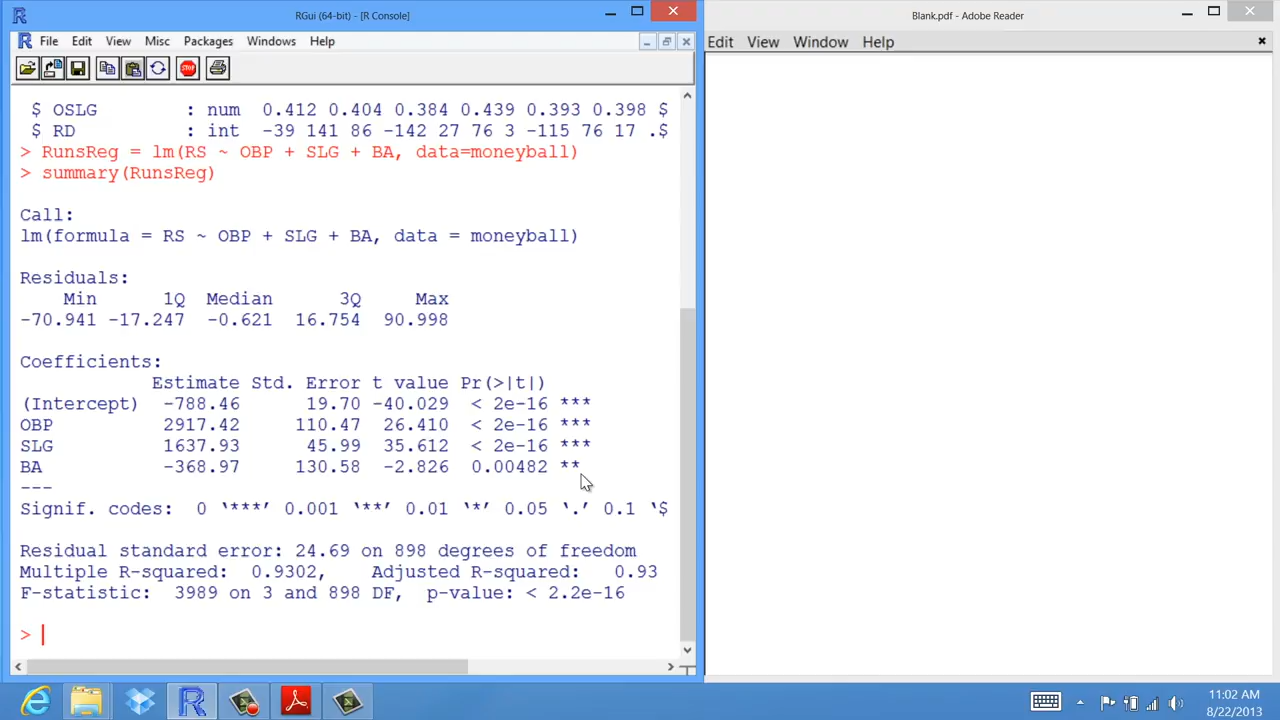 RGui (64-bit) - [R Console]
File Edit View Misc Packages Windows Help
STOP
$ OSLG : num 0.412 0.404 0.384 0.439 0.393 0.398 $
$ RD : int -39 141 86 -142 27 76 3 -115 76 17 .$
> RunsReg = lm(RS ~ OBP + SLG + BA, data=moneyball)
> summary(RunsReg)
Call:
lm(formula = RS ~ OBP + SLG + BA, data = moneyball)
Residuals:
Min 1Q Median 3Q Max
-70.941 -17.247 -0.621 16.754 90.998
Coefficients:
Estimate Std. Error t value Pr(>|t|)
(Intercept) -788.46 19.70 -40.029 < 2e-16 ***
OBP 2917.42 110.47 26.410 < 2e-16 ***
SLG 1637.93 45.99 35.612 < 2e-16 ***
BA -368.97 130.58 -2.826 0.00482 **
---
Signif. codes: 0 ‘***’ 0.001 ‘**’ 0.01 ‘*’ 0.05 ‘.’ 0.1 ‘$
Residual standard error: 24.69 on 898 degrees of freedom
Multiple R-squared: 0.9302, Adjusted R-squared: 0.93
F-statistic: 3989 on 3 and 898 DF, p-value: < 2.2e-16
>
Blank.pdf - Adobe Reader
Edit View Window Help
11:02 AM
8/22/2013